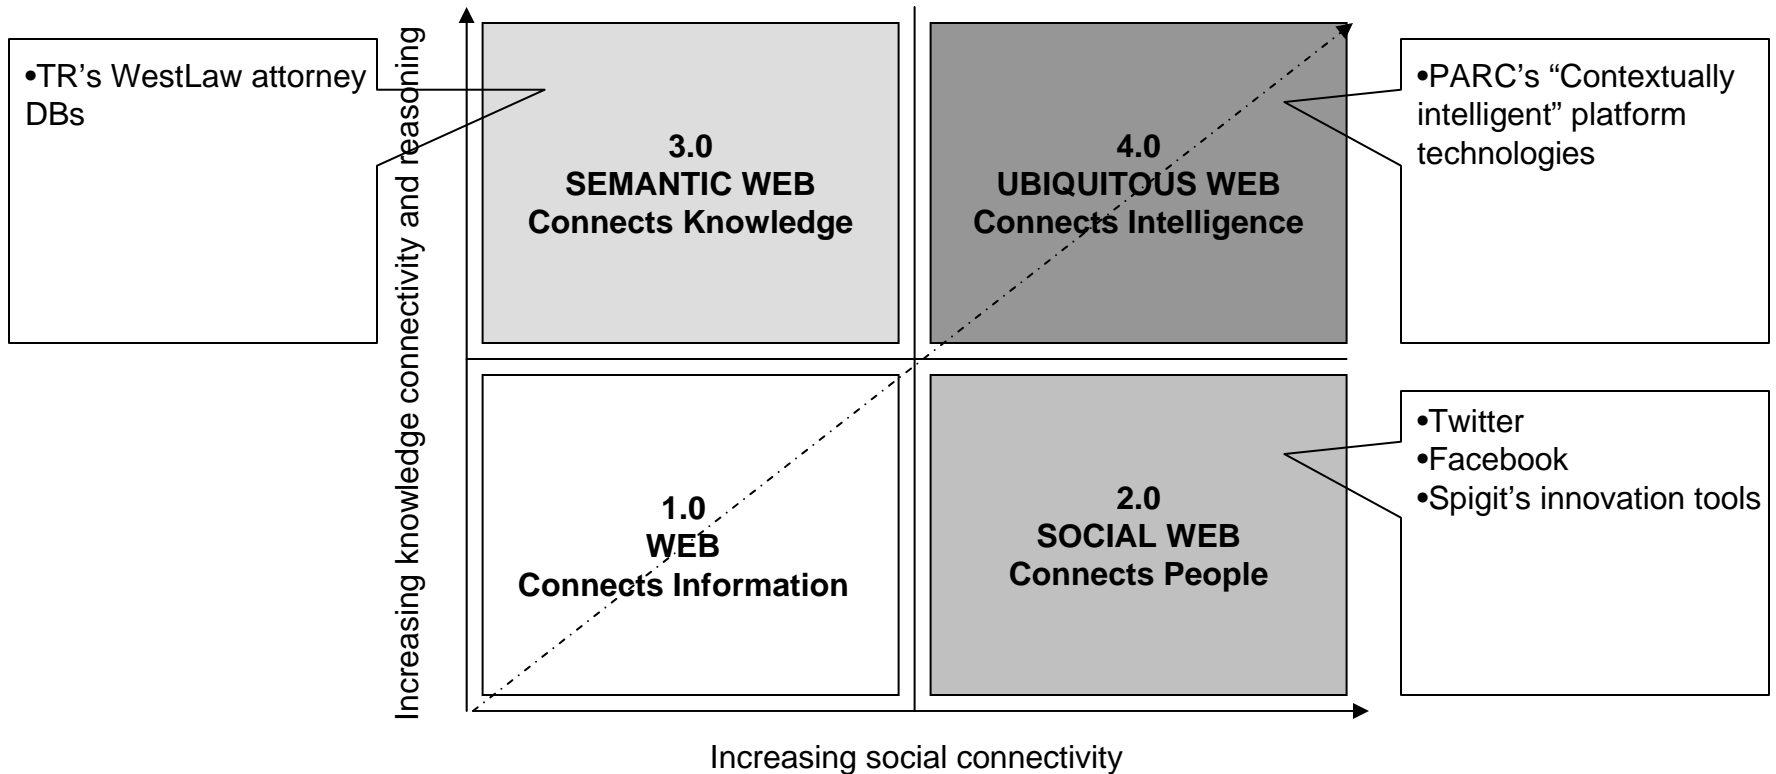 •TR's WestLaw attorney
DBs
Increasing knowledge connectivity and reasoning
3.0
SEMANTIC WEB
Connects Knowledge
4.0
UBIQUITOUS WEB
Connects Intelligence
•PARC's “Contextually
intelligent” platform
technologies
1.0
WEB
Connects Information
2.0
SOCIAL WEB
Connects People
•Twitter
•Facebook
•Spigit's innovation tools
Increasing social connectivity